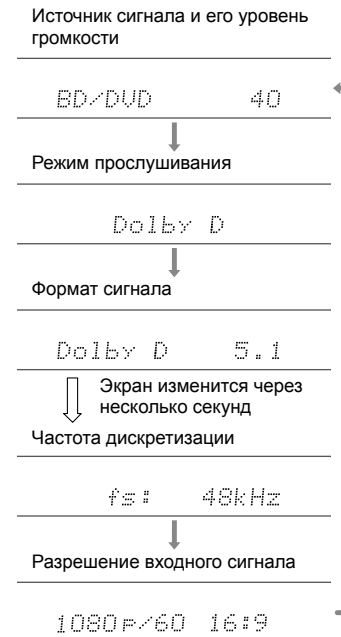 Источник сигнала и его уровень
громкости
BD/DVD 40
Режим прослушивания
Dolby D
Формат сигнала
Dolby D 5.1
Экран изменится через
несколько секунд
Частота дискретизации
fs: 48kHz
Разрешение входного сигнала
1080p/60 16:9